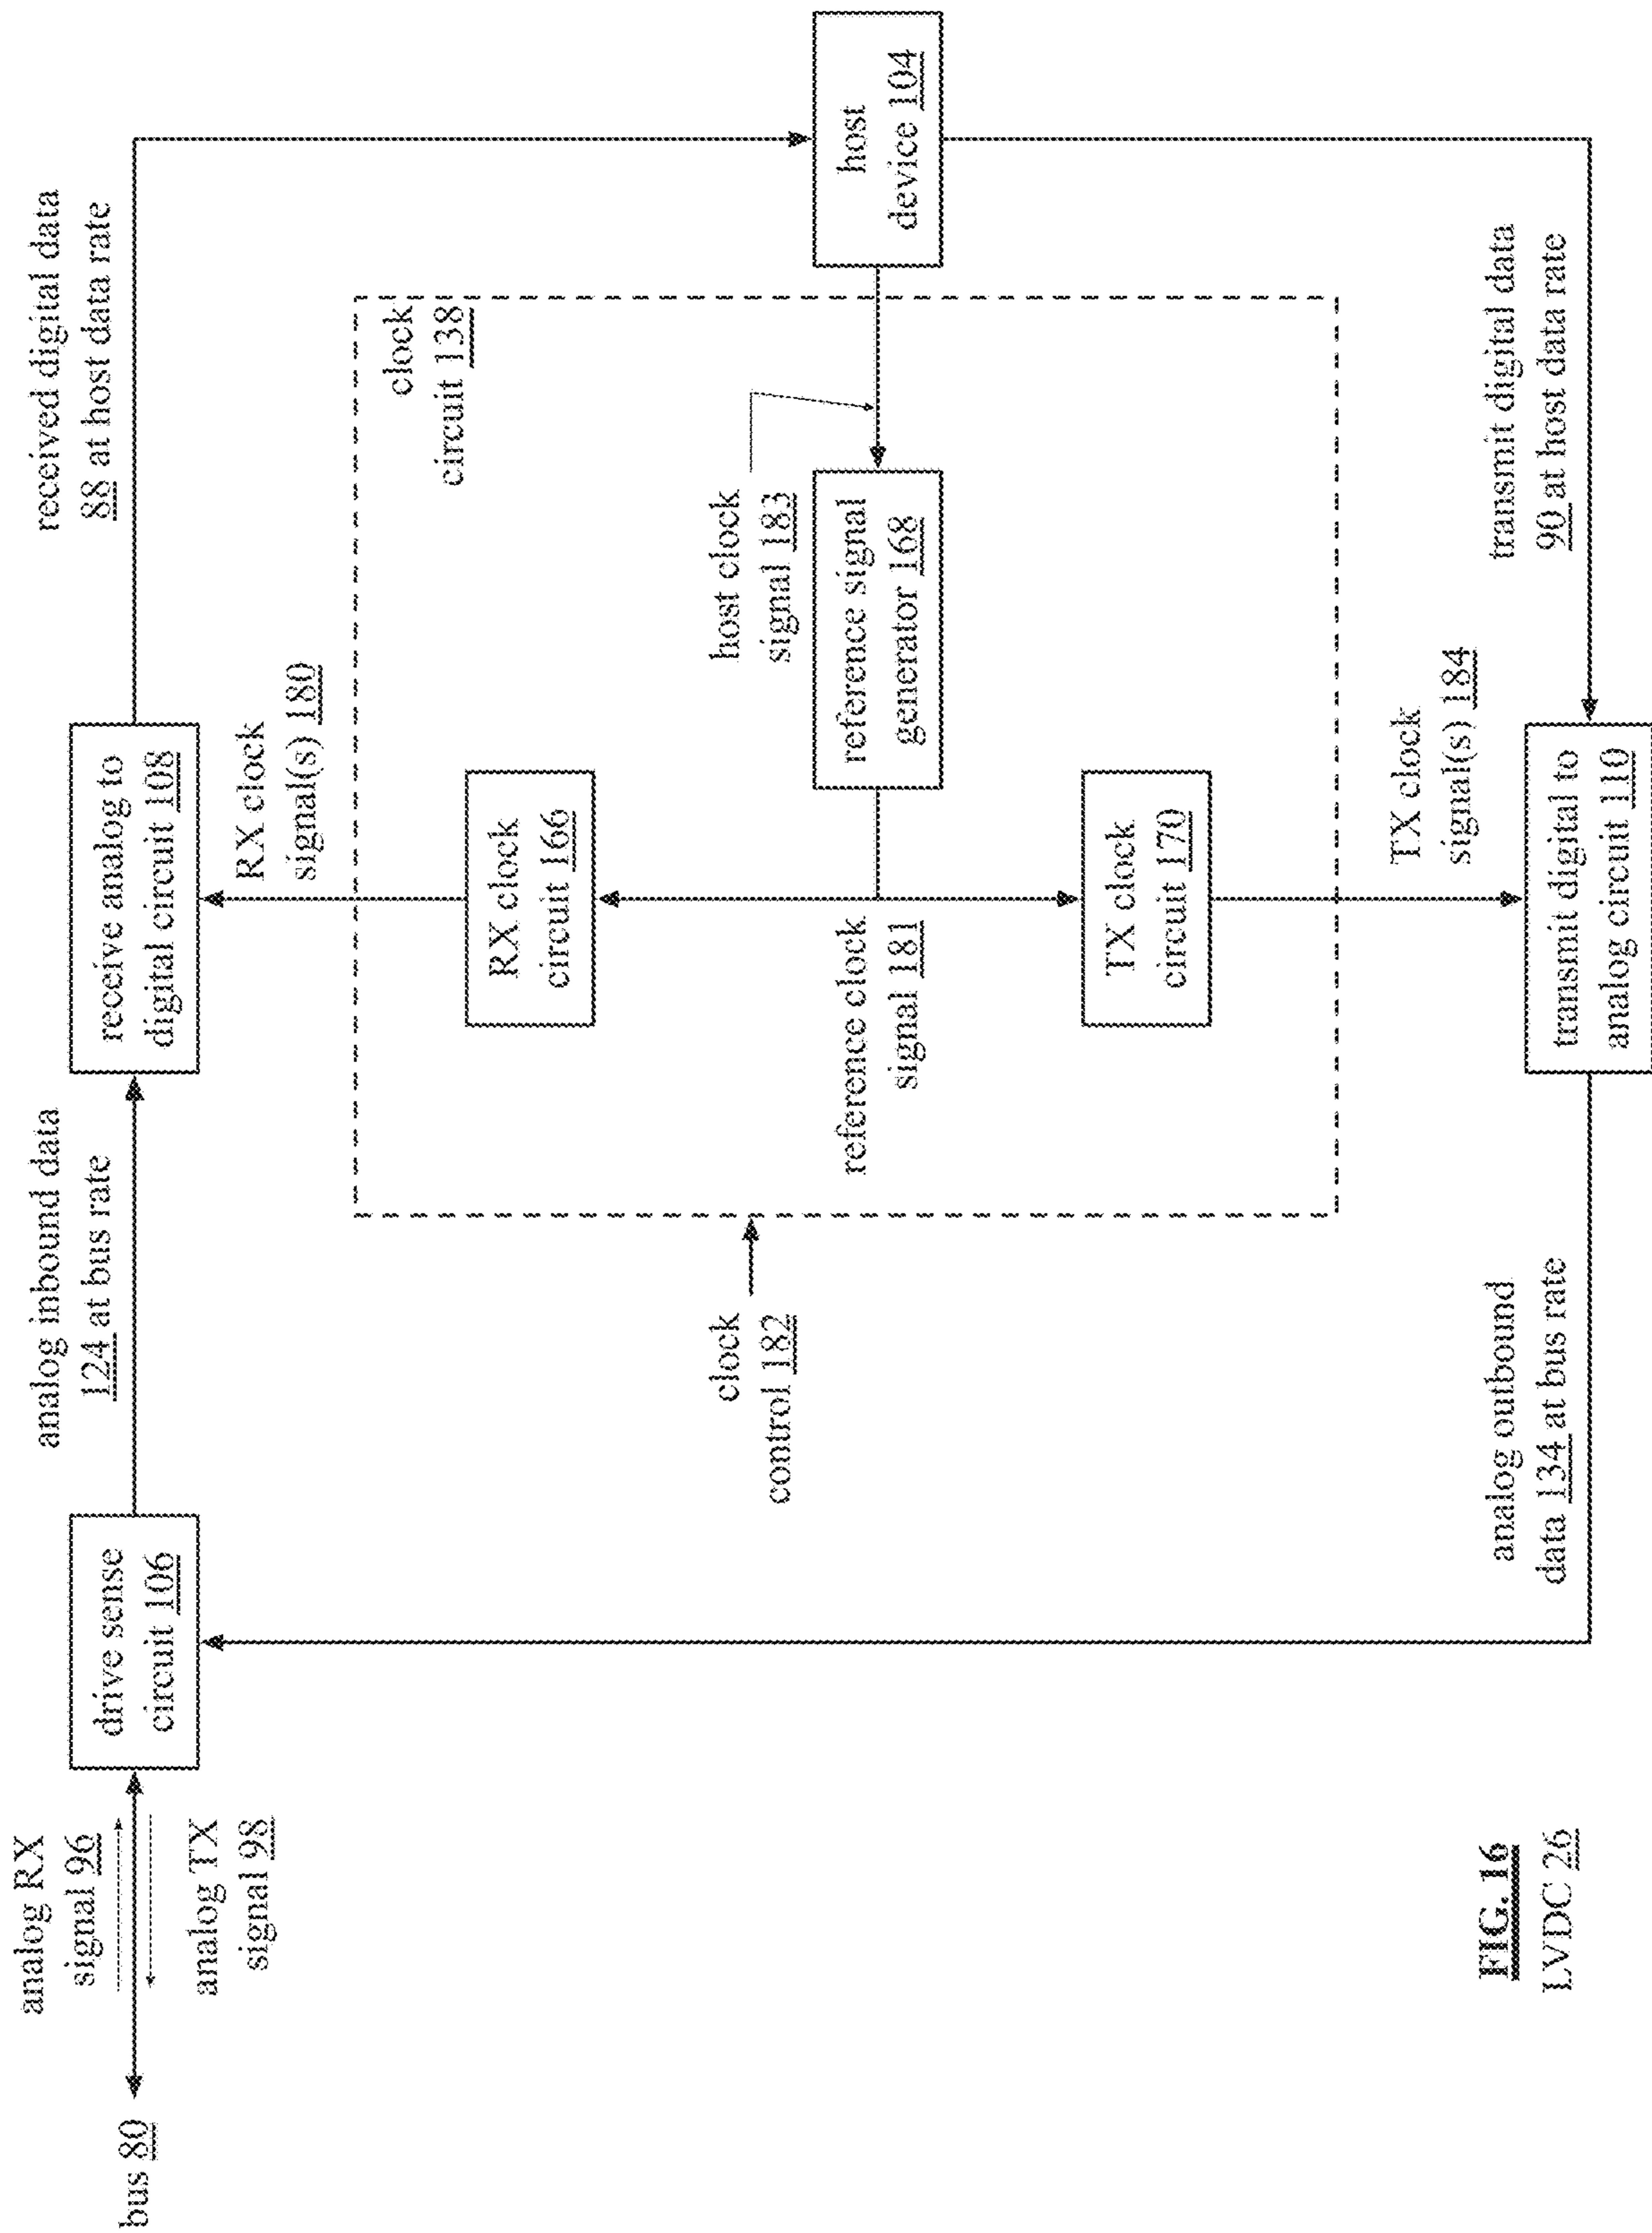 bus 80
analog RX
signal 96
analog TX
signal 98
drive sense
circuit 106
analog inbound data
124 at bus rate
receive analog to
digital circuit 108
received digital data
88 at host data rate
RX clock
signal(s) 180
clock
circuit 138
RX clock
circuit 166
host clock
signal 183
clock
control 182
reference clock
signal 181
reference signal
generator 168
host
device 104
TX clock
circuit 170
TX clock
signal(s) 184
analog outbound
data 134 at bus rate
transmit digital to
analog circuit 110
transmit digital data
90 at host data rate
FIG. 16
LVDC 26